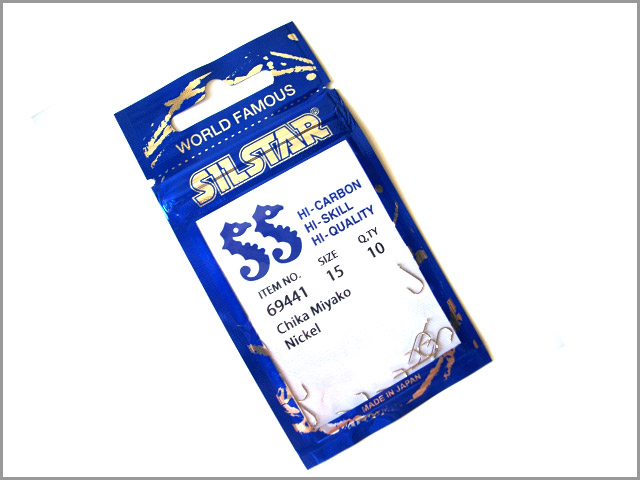 WORLD FAMOUS
SILSTAR®
HI-CARBON
HI-SKILL
HI-QUALITY
ITEM NO. SIZE Q.TY
69441 15 10
Chika Miyako
Nickel
MADE IN JAPAN